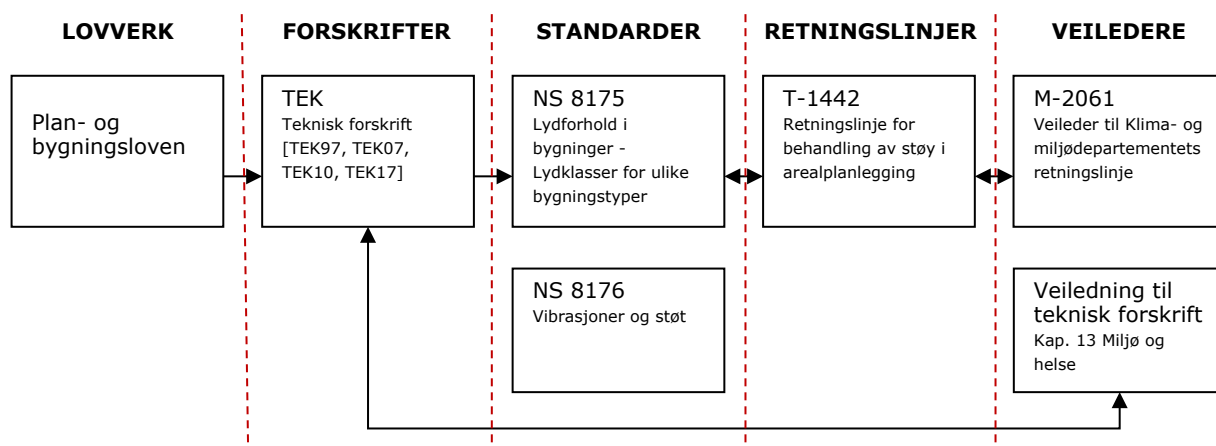 LOVVERK
FORSKRIFTER
STANDARDER
RETNINGSLINJER
VEILEDERE
Plan- og
bygningsloven
TEK
Teknisk forskrift
[TEK97, TEK07,
TEK10, TEK17]
NS 8175
Lydforhold i
bygninger -
Lydklasser for ulike
bygningstyper
T-1442
Retningslinje for
behandling av støy i
arealplanlegging
M-2061
Veileder til Klima- og
miljødepartementets
retningslinje
NS 8176
Vibrasjoner og støt
Veiledning til
teknisk forskrift
Kap. 13 Miljø og
helse